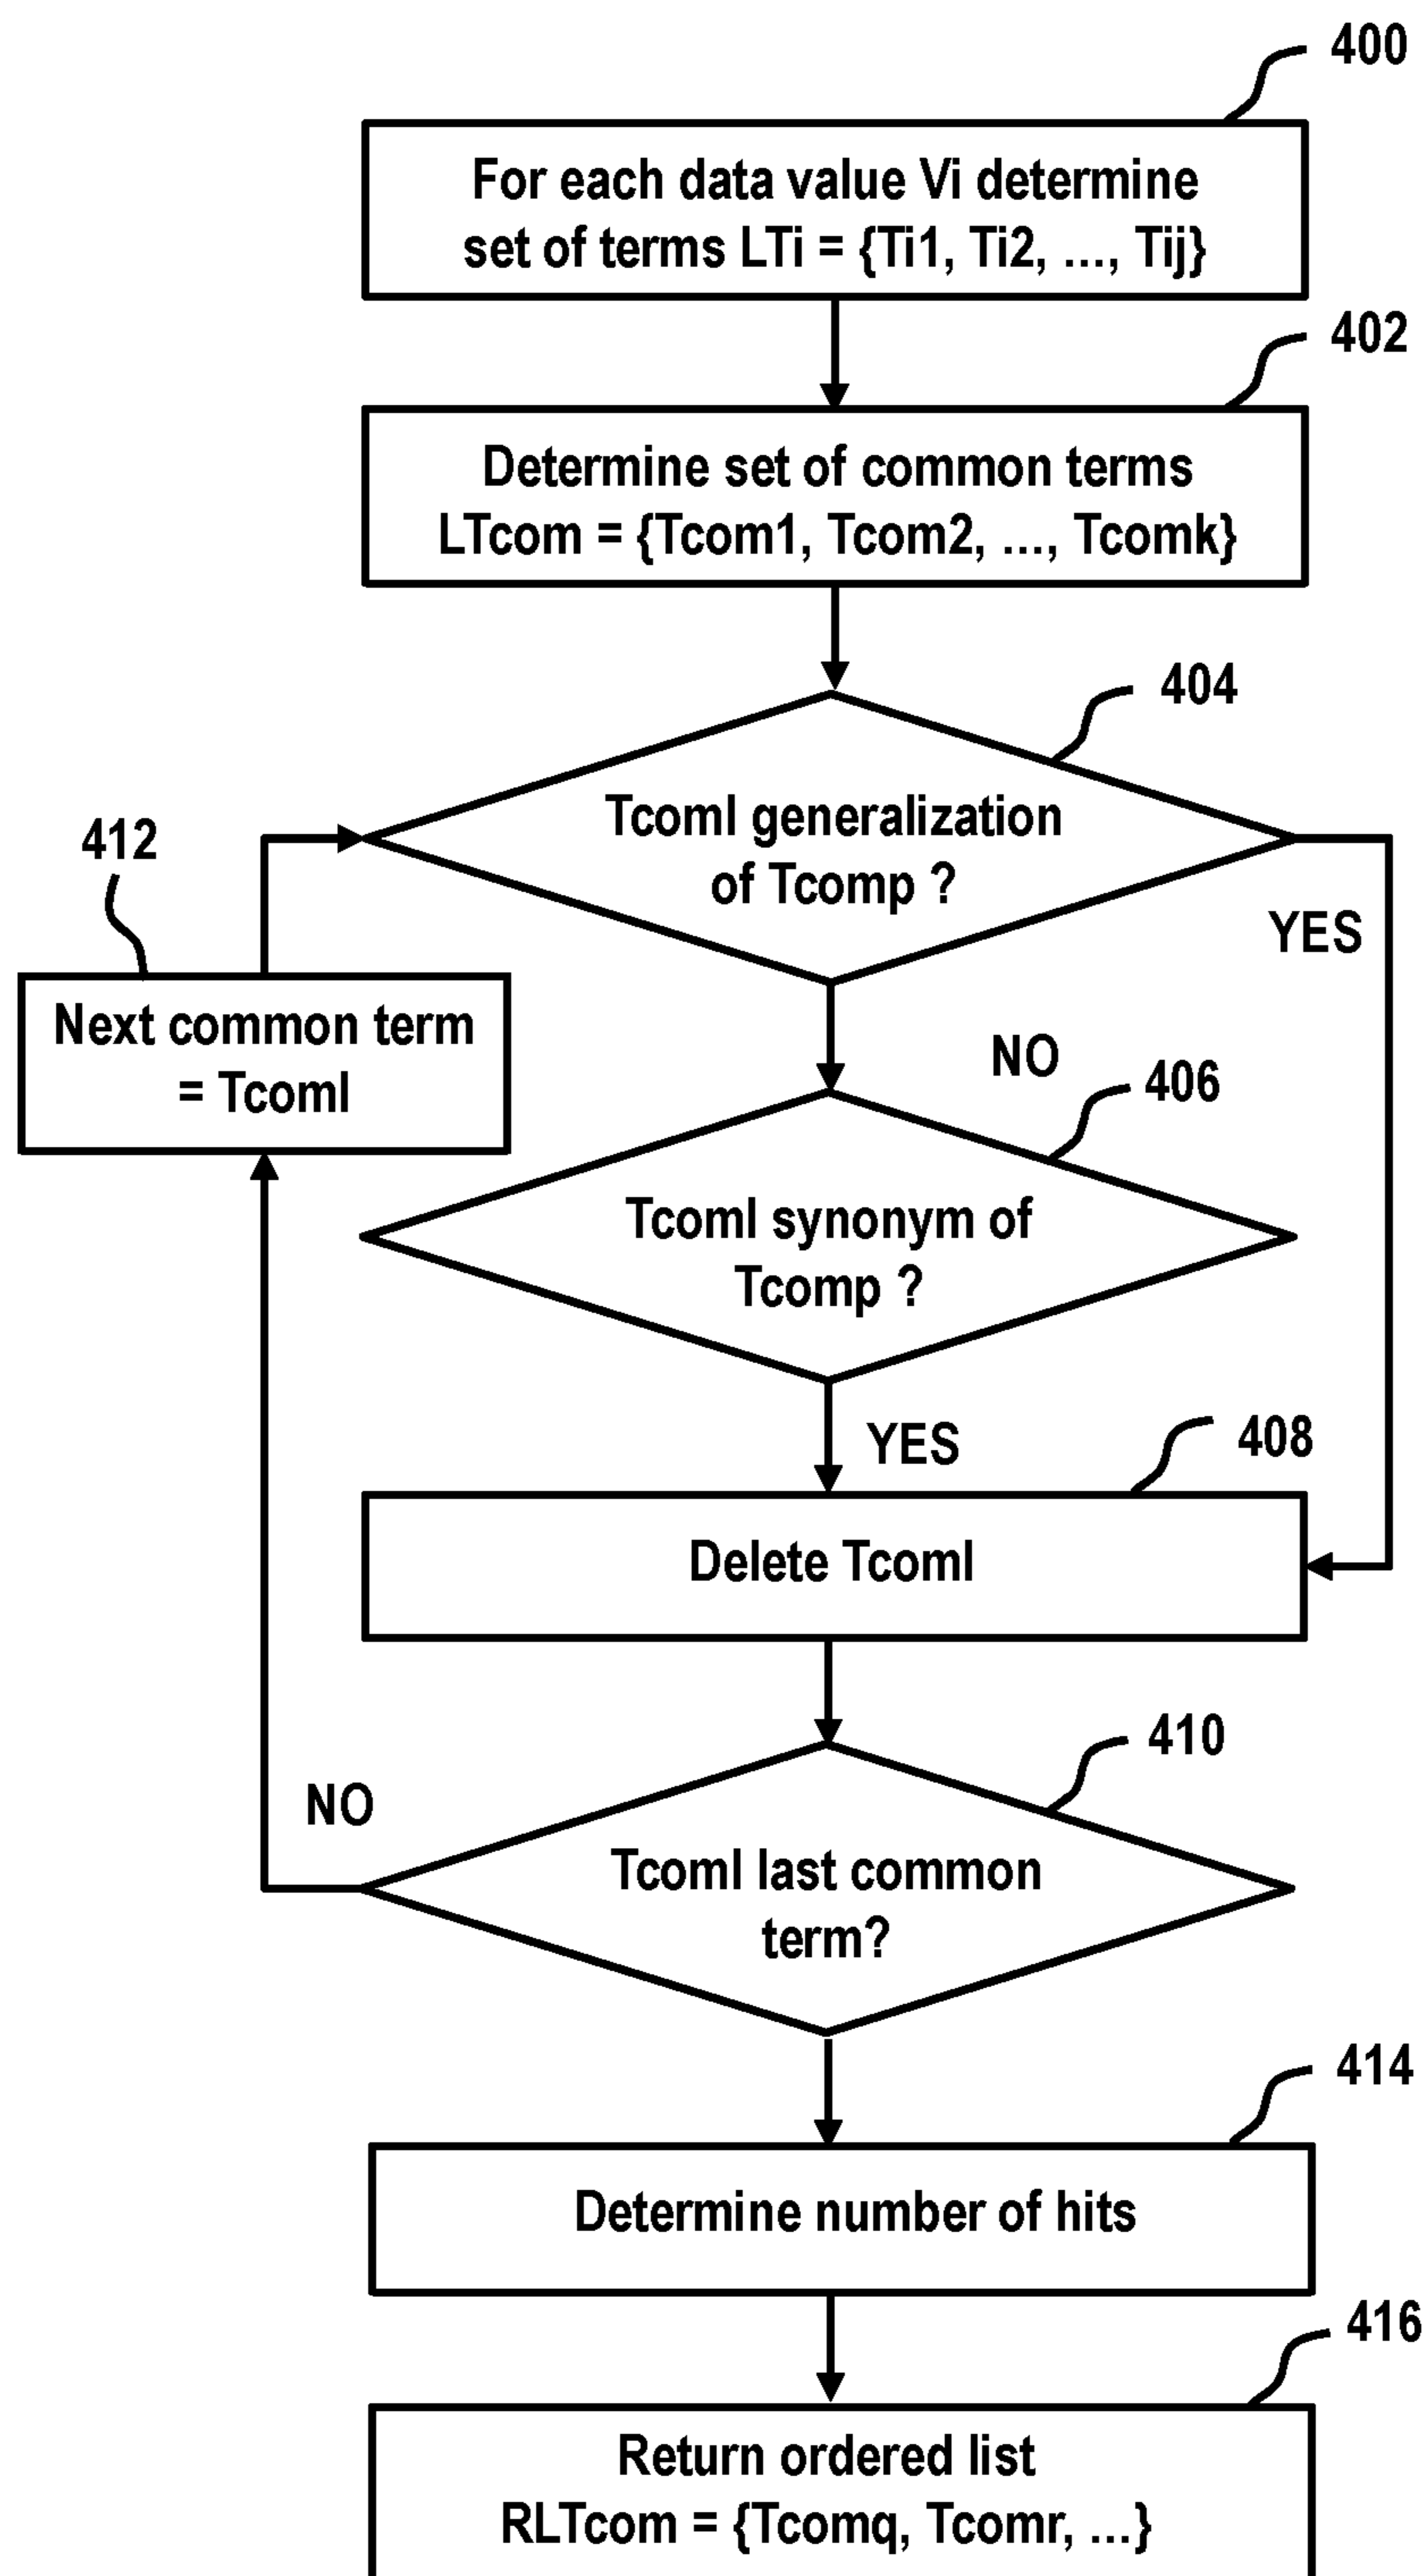 400
For each data value Vi determine
set of terms LTi = {Ti1, Ti2, ..., Tij}
402
Determine set of common terms
LTcom = {Tcom1, Tcom2, ..., Tcomk}
404
Tcoml generalization
of Tcomp ?
YES
412
Next common term
= Tcoml
NO
406
Tcoml synonym of
Tcomp ?
YES
408
Delete Tcoml
410
NO
Tcoml last common
term?
414
Determine number of hits
416
Return ordered list
RLTcom = {Tcomq, Tcomr, ...}